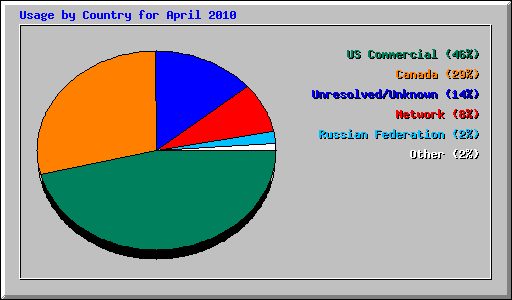 Usage by Country for April 2010
US Commercial (46%)
Canada (29%)
Unresolved/Unknown (14%)
Network (8%)
Russian Federation (2%)
Other (2%)